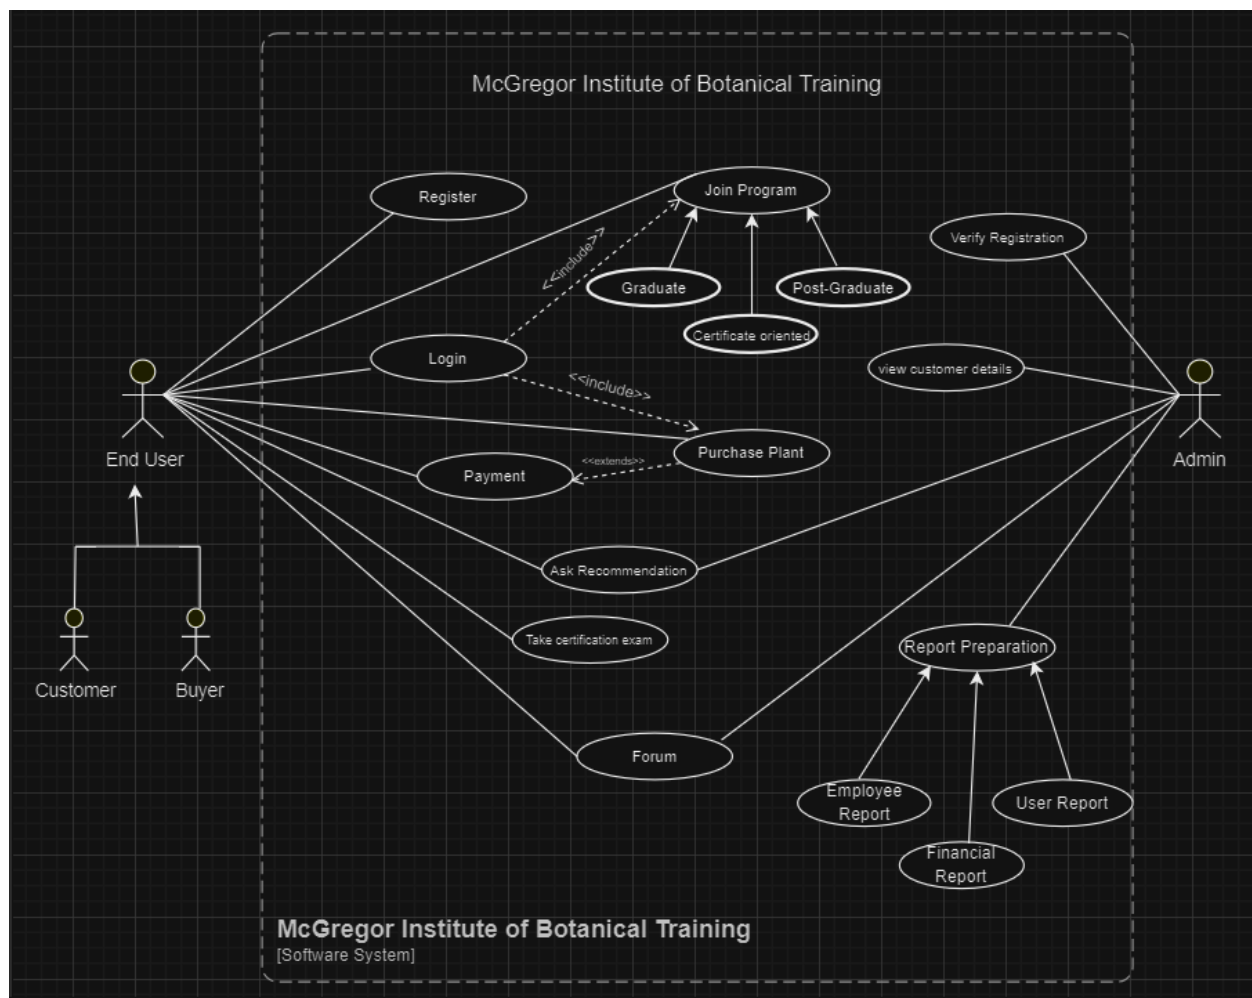 McGregor Institute of Botanical Training
Register
Join Program
Verify Registration
<<include>>
Graduate
Post-Graduate
Certificate oriented
Login
view customer details
<<include>>
End User
Purchase Plant
Admin
<<extends>>
Payment
Ask Recommendation
Take certification exam
Report Preparation
Customer
Buyer
Forum
Employee
Report
User Report
Financial
Report
McGregor Institute of Botanical Training
[Software System]